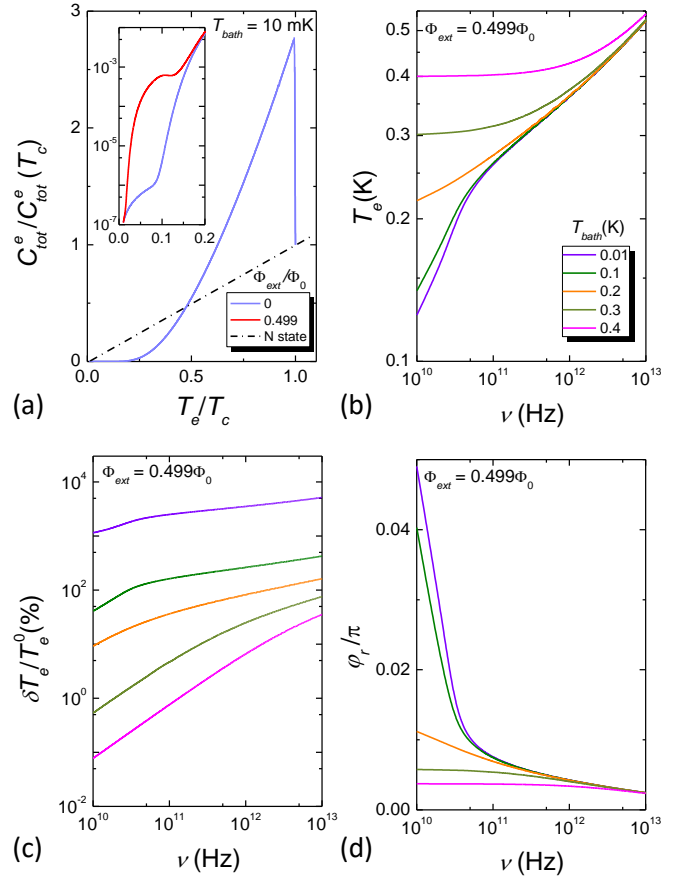 3
2
1
0
C^e_tot/C^e_tot(T_c)
10^-3
10^-5
10^-7
0.0 0.1 0.2
T_bath = 10 mK
Φ_ext/Φ_0
0
0.499
N state
0.0 0.5 1.0
T_e/T_c
(a)
Φ_ext = 0.499Φ_0
0.5
0.4
0.3
0.2
0.1
T_e(K)
T_bath(K)
0.01
0.1
0.2
0.3
0.4
10^10 10^11 10^12 10^13
ν (Hz)
(b)
Φ_ext = 0.499Φ_0
10^4
10^2
10^0
10^-2
δT_e/T_e^0(%)
10^10 10^11 10^12 10^13
ν (Hz)
(c)
Φ_ext = 0.499Φ_0
0.04
0.02
0.00
φ_r/π
10^10 10^11 10^12 10^13
ν (Hz)
(d)